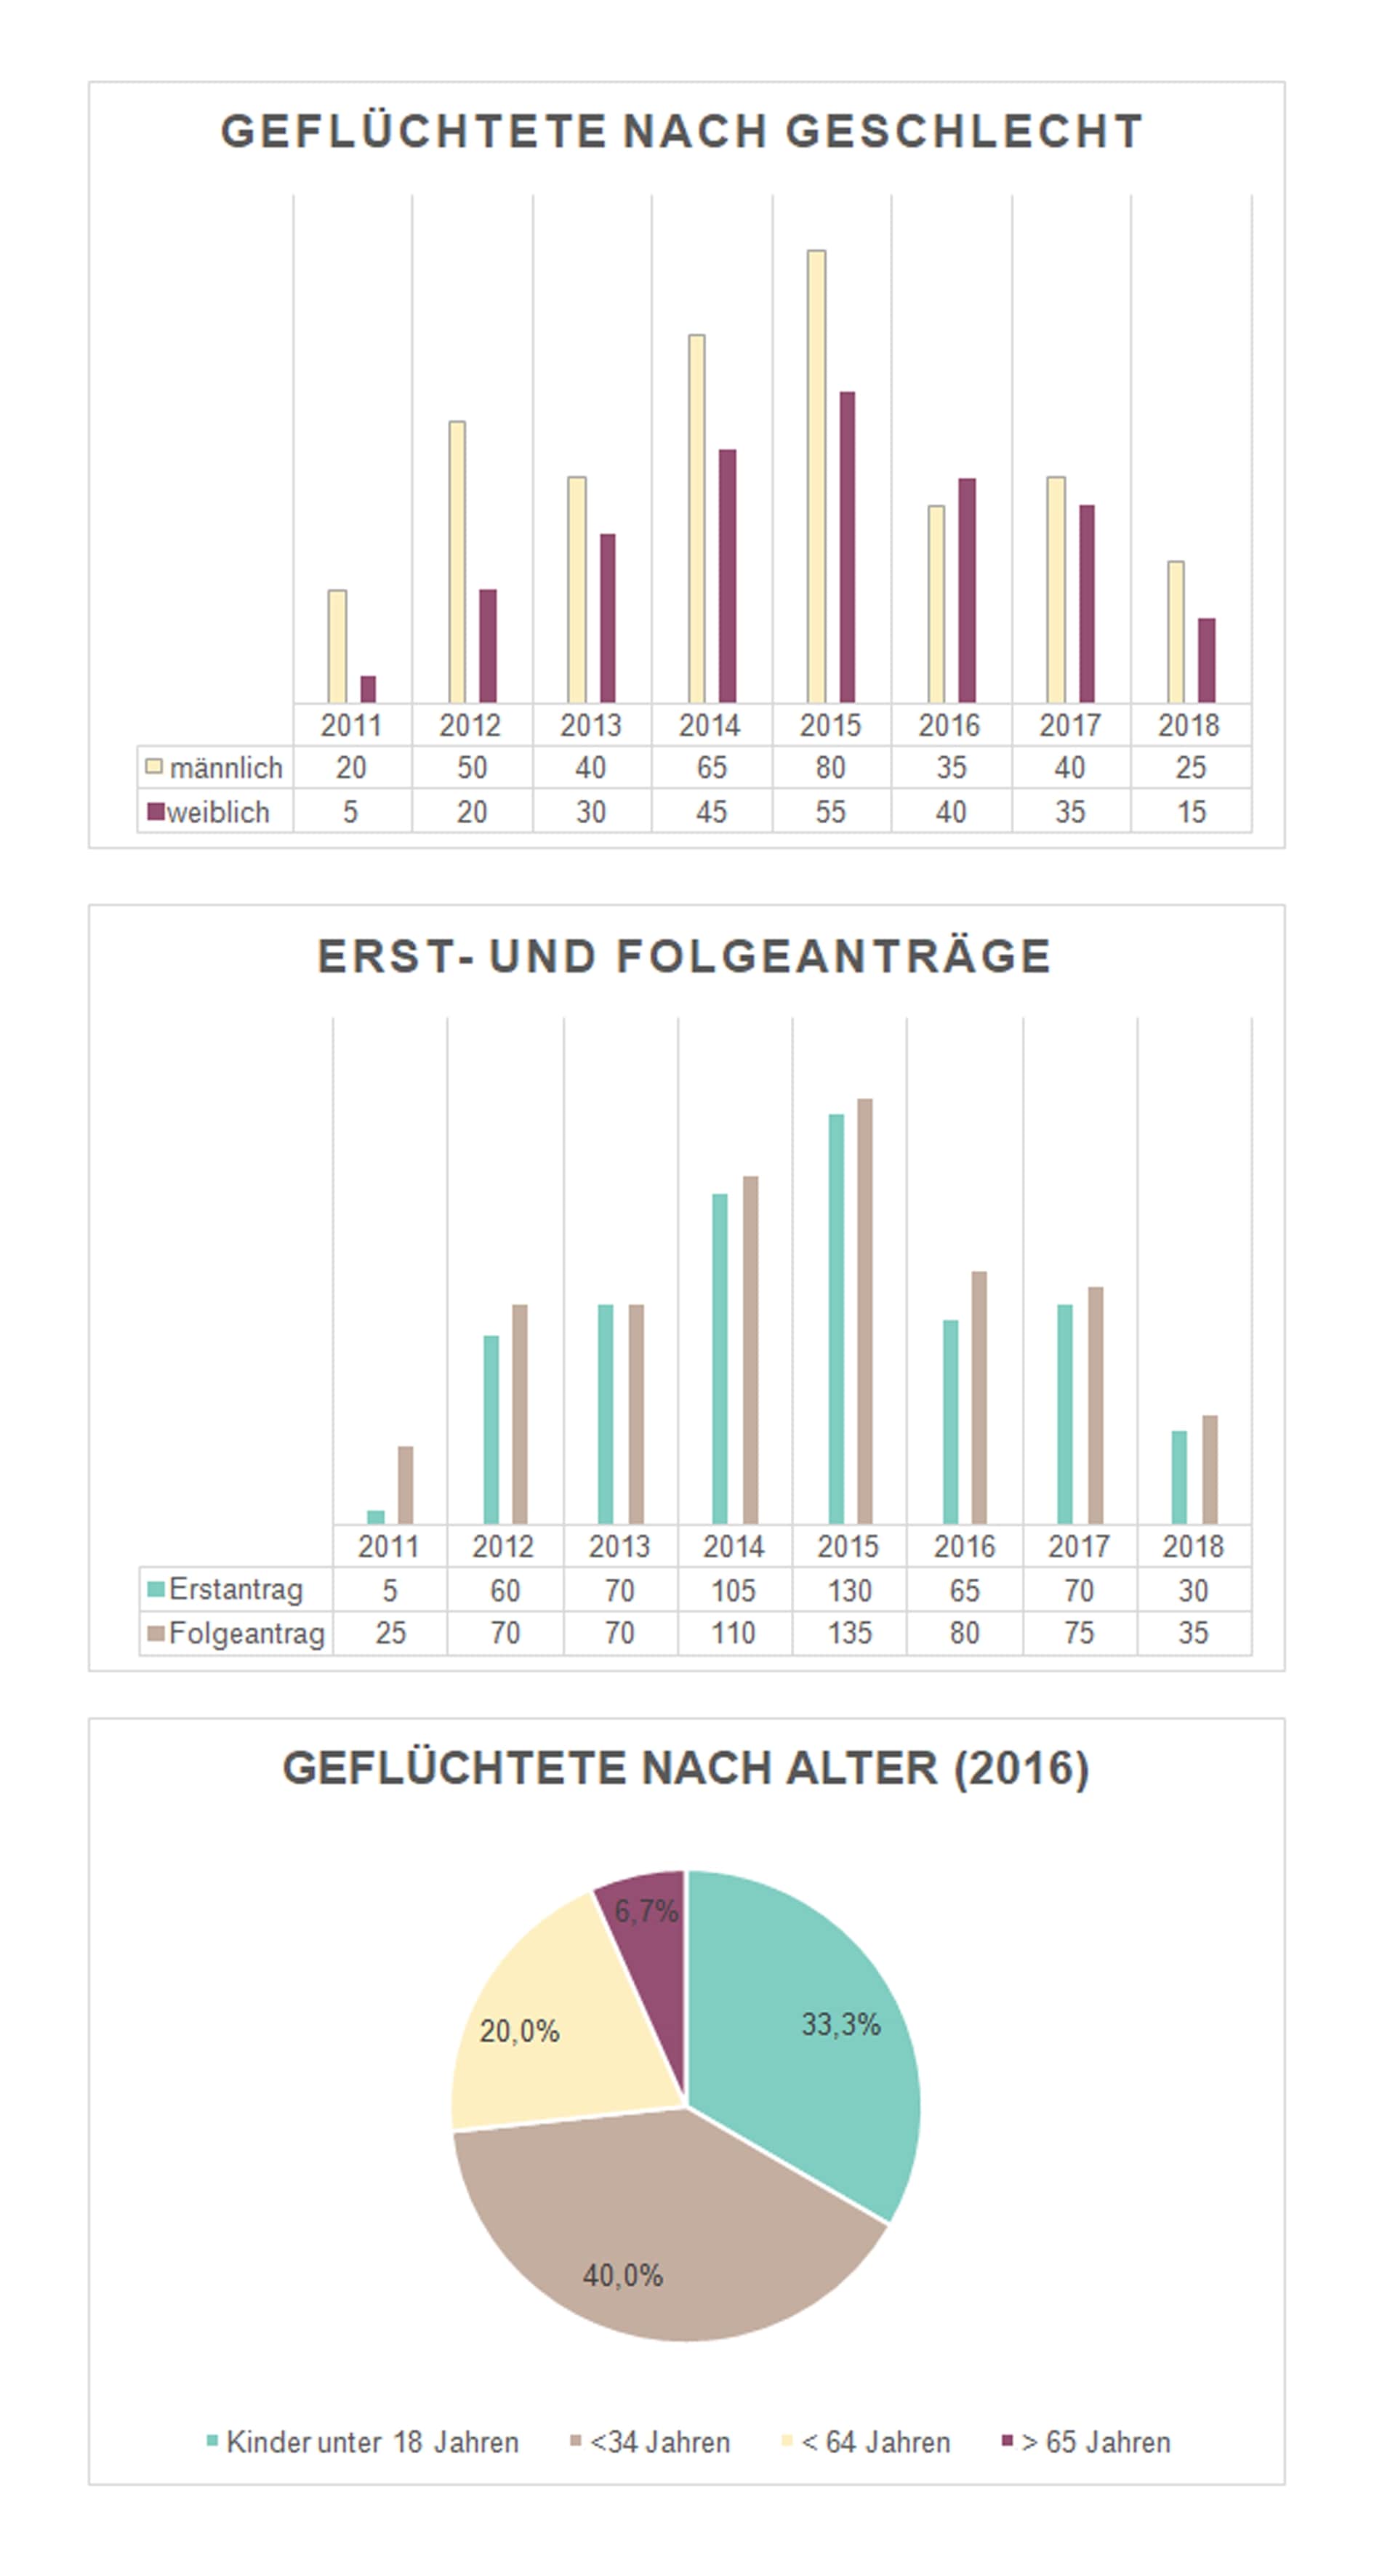 GEFLÜCHTETE NACH GESCHLECHT
2011 2012 2013 2014 2015 2016 2017 2018
männlich 20 50 40 65 80 35 40 25
weiblich 5 20 30 45 55 40 35 15
ERST- UND FOLGEANTRÄGE
2011 2012 2013 2014 2015 2016 2017 2018
Erstantrag 5 60 70 105 130 65 70 30
Folgeantrag 25 70 70 110 135 80 75 35
GEFLÜCHTETE NACH ALTER (2016)
6,7%
33,3%
20,0%
40,0%
Kinder unter 18 Jahren <34 Jahren < 64 Jahren > 65 Jahren